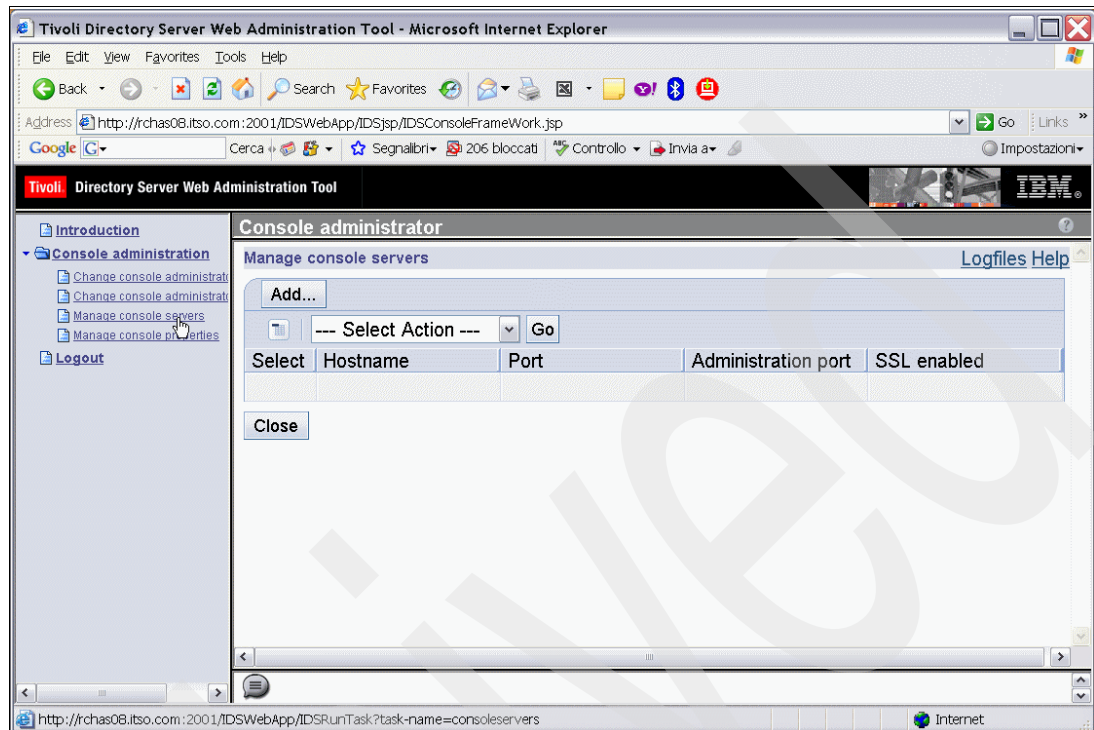 Tivoli Directory Server Web Administration Tool - Microsoft Internet Explorer
File Edit View Favorites Tools Help
Back Search Favorites Y!
Address http://rchas08.itso.com:2001/IDSWebApp/IDSjsp/IDSConsoleFrameWork.jsp Go Links »
Google G Cerca Segnalibri 206 bloccati ABC Controllo Invia a Impostazioni
Tivoli. Directory Server Web Administration Tool IBM®
Introduction
Console administration
Change console administrat
Change console administrat
Manage console servers
Manage console properties
Logout
Console administrator ?
Manage console servers Logfiles Help
Add...
--- Select Action --- Go
Select Hostname Port Administration port SSL enabled
Close
http://rchas08.itso.com:2001/IDSWebApp/IDSRunTask?task-name=consoleservers Internet